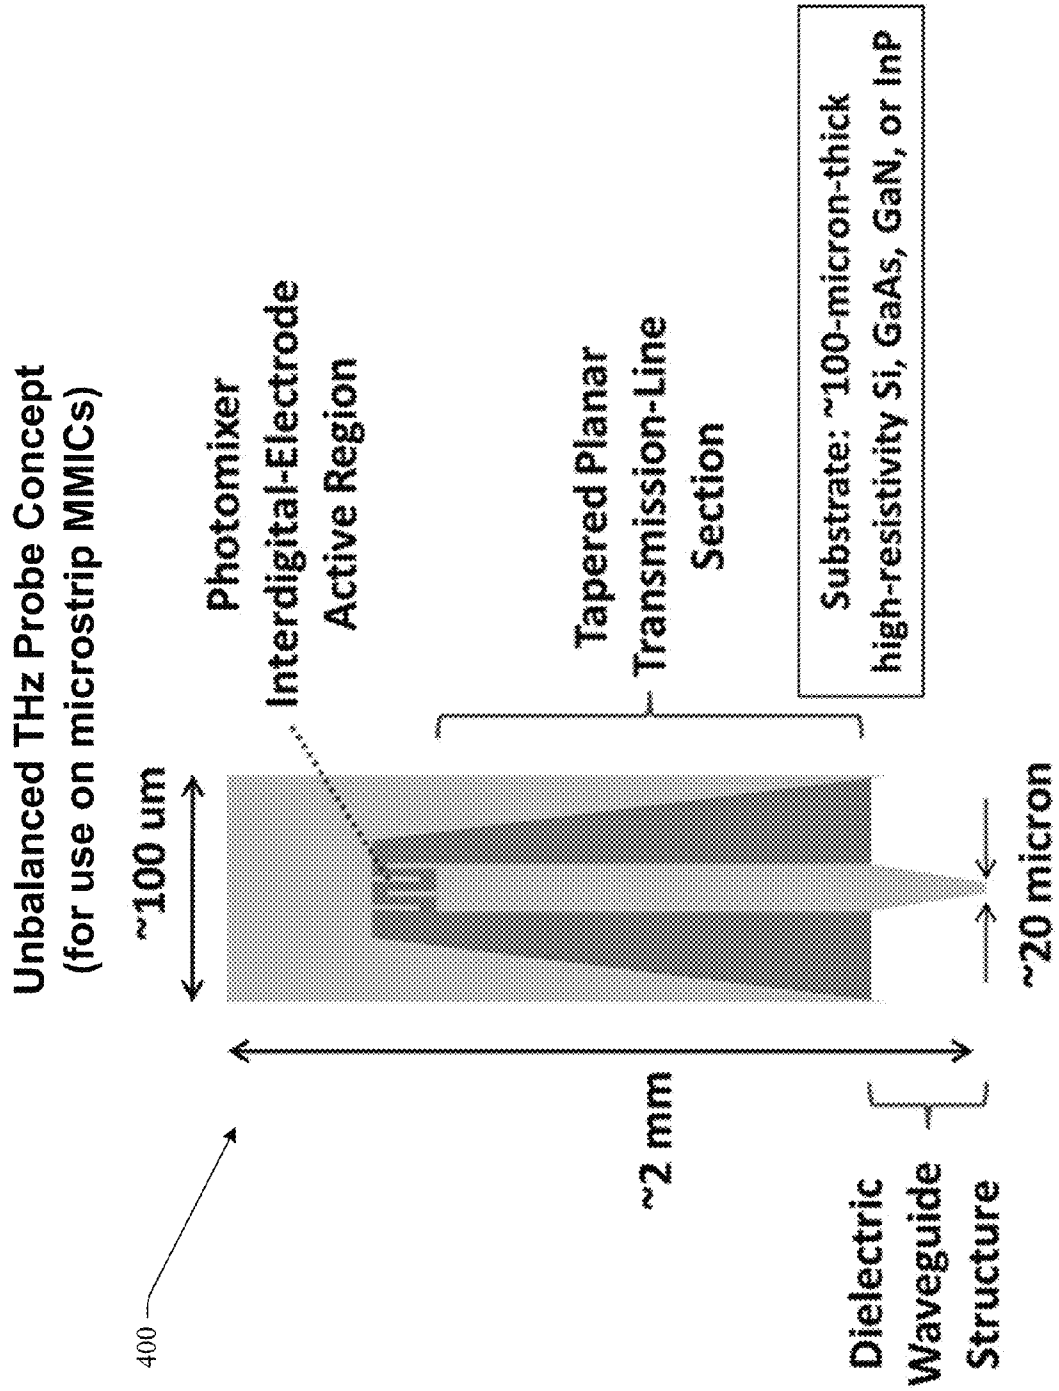 Unbalanced THz Probe Concept
(for use on microstrip MMICs)
400
~100 um
Photomixer
Interdigital-Electrode
Active Region
~2 mm
Tapered Planar
Transmission-Line
Section
Dielectric
Waveguide
Structure
~20 micron
Substrate: ~100-micron-thick
high-resistivity Si, GaAs, GaN, or InP